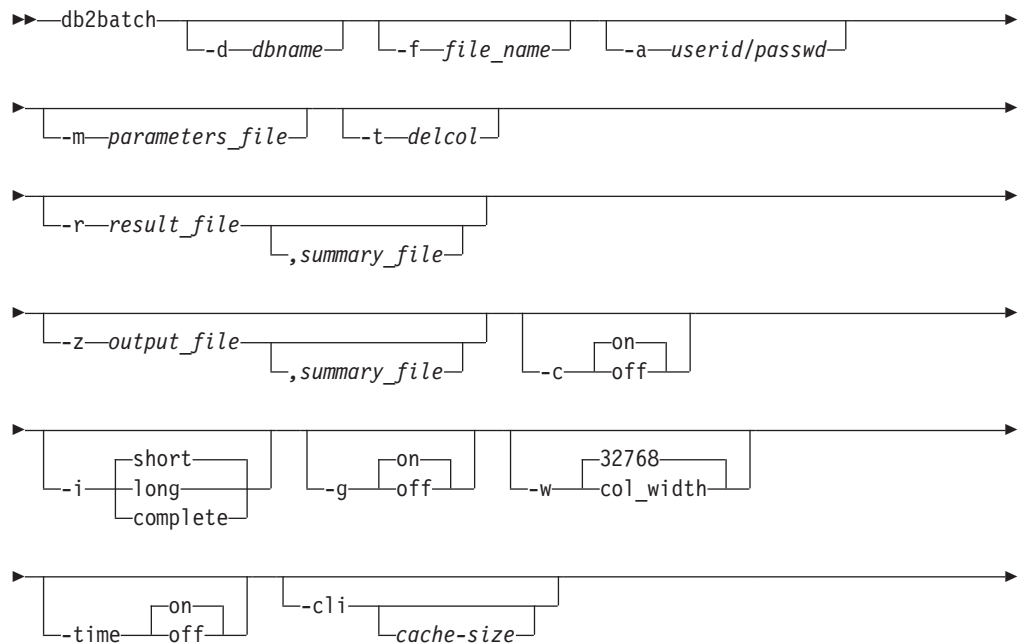 db2batch -d dbname -f file_name -a userid/passwd
-m parameters_file -t delcol
-r result_file ,summary_file
-z output_file ,summary_file -c on off
-i short long complete -g on off -w 32768 col_width
-time on off -cli cache-size